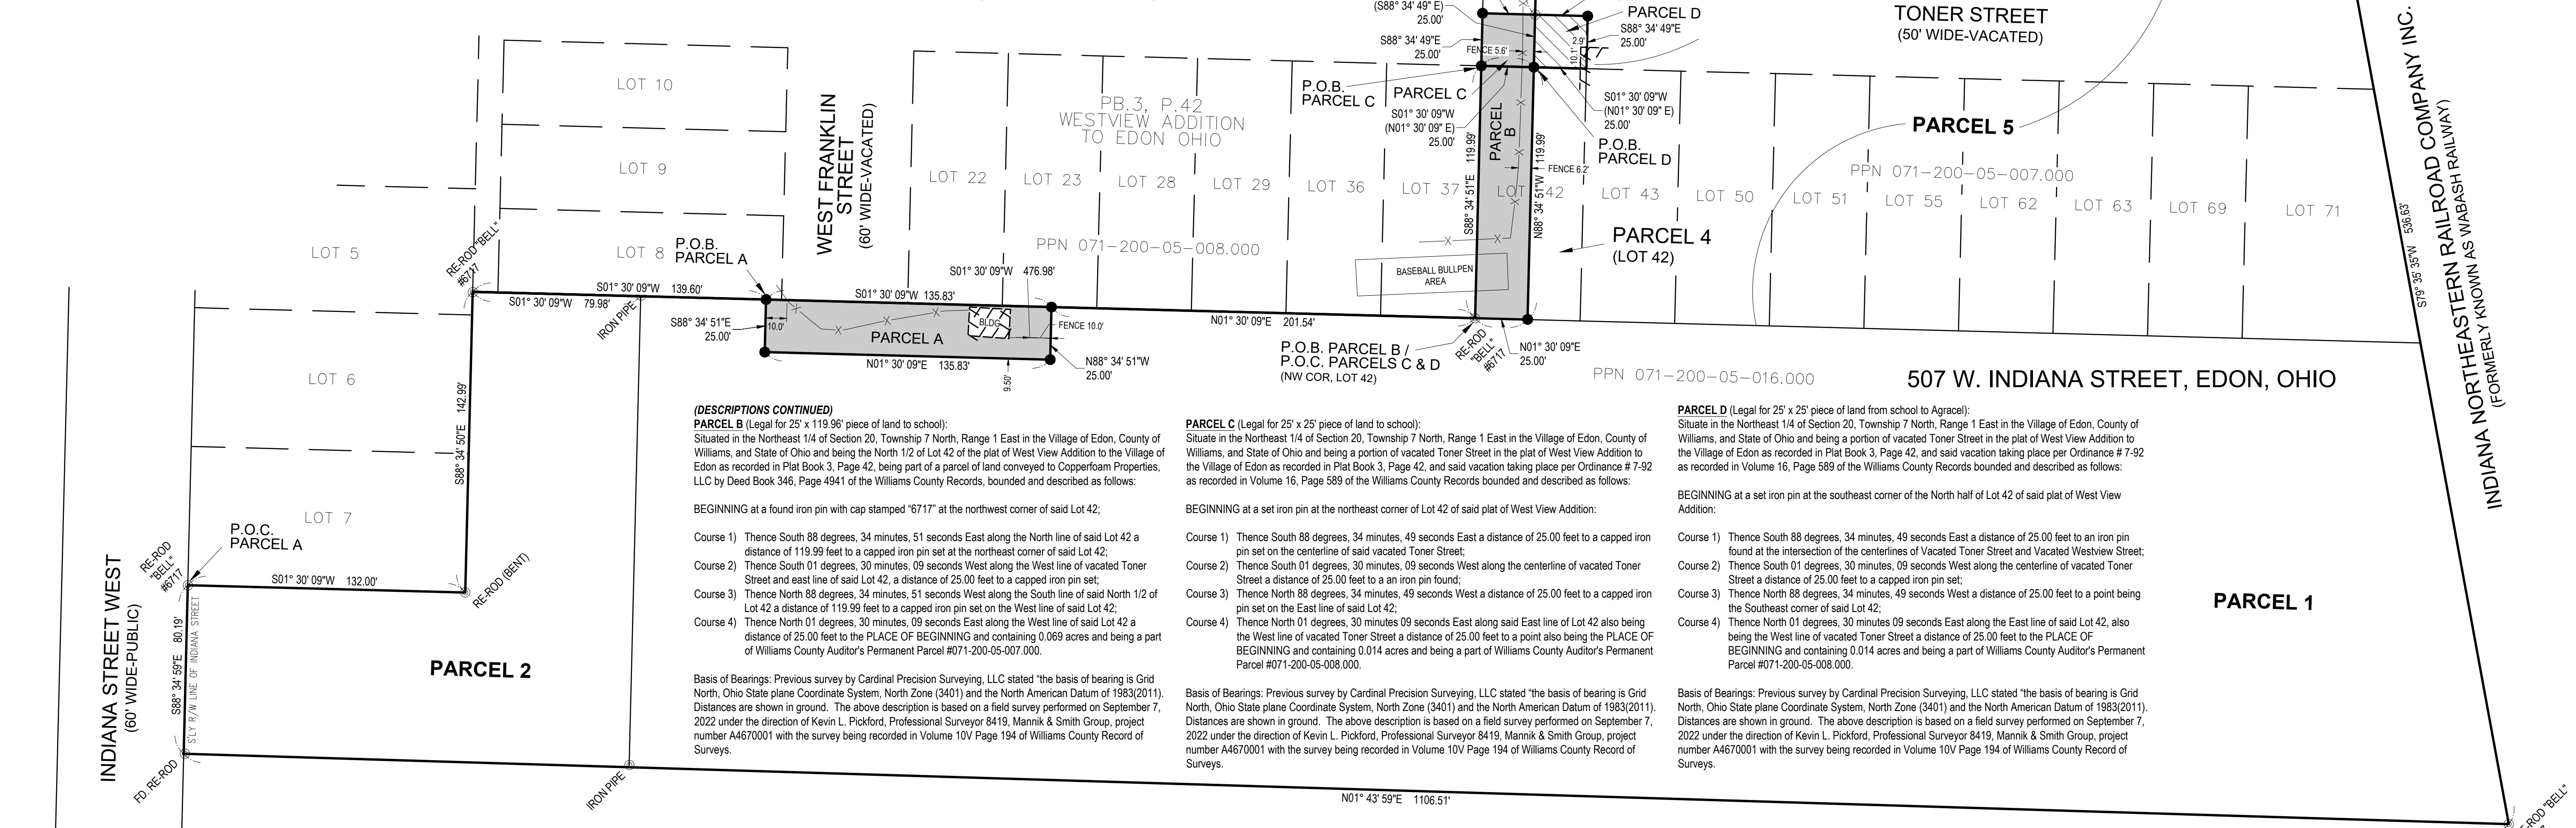 (S88° 34' 49" E)
25.00'
S88° 34' 49"E
25.00'
FENCE 5.6'
PARCEL D
S88° 34' 49"E
25.00'
2.9'
10.1'
TONER STREET
(50' WIDE-VACATED)
INDIANA NORTHEASTERN RAILROAD COMPANY INC.
(FORMERLY KNOWN AS WABASH RAILWAY)
S79° 35' 35"W 536.63'
LOT 10
LOT 9
LOT 8
LOT 5
LOT 6
LOT 7
WEST FRANKLIN
STREET
(60' WIDE-VACATED)
PB.3, P.42
WESTVIEW ADDITION
TO EDON OHIO
P.O.B.
PARCEL C
PARCEL C
S01° 30' 09"W
(N01° 30' 09" E)
25.00'
S01° 30' 09"W
(N01° 30' 09" E)
25.00'
P.O.B.
PARCEL D
PARCEL
B
S88° 34' 51"E 119.99'
N88° 34' 51"W 119.99'
FENCE 6.2'
PARCEL 5
PPN 071-200-05-007.000
LOT 22
LOT 23
LOT 28
LOT 29
LOT 36
LOT 37
LOT 42
LOT 43
LOT 50
LOT 51
LOT 55
LOT 62
LOT 63
LOT 69
LOT 71
PARCEL 4
(LOT 42)
PPN 071-200-05-008.000
BASEBALL BULLPEN
AREA
P.O.B.
PARCEL A
RE-ROD "BELL"
#6717
S01° 30' 09"W 139.60'
S01° 30' 09"W 79.98'
IRON PIPE
S01° 30' 09"W 476.98'
S01° 30' 09"W 135.83'
S88° 34' 51"E
25.00'
10.0'
BLDG
FENCE 10.0'
PARCEL A
N01° 30' 09"E 135.83'
9.50'
N88° 34' 51"W
25.00'
N01° 30' 09"E 201.54'
P.O.B. PARCEL B /
P.O.C. PARCELS C & D
(NW COR, LOT 42)
RE-ROD
"BELL"
#6717
N01° 30' 09"E
25.00'
PPN 071-200-05-016.000
507 W. INDIANA STREET, EDON, OHIO
S88° 34' 50"E 142.99'
P.O.C.
PARCEL A
RE-ROD
"BELL"
#6717
S01° 30' 09"W 132.00'
RE-ROD (BENT)
INDIANA STREET WEST
(60' WIDE-PUBLIC)
S88° 34' 59"E 80.19'
S'LY R/W LINE OF INDIANA STREET
PARCEL 2
FD. RE-ROD
IRON PIPE
N01° 43' 59"E 1106.51'
PARCEL 1
RE-ROD "BELL"
(DESCRIPTIONS CONTINUED)
PARCEL B (Legal for 25' x 119.96' piece of land to school):
Situated in the Northeast 1/4 of Section 20, Township 7 North, Range 1 East in the Village of Edon, County of
Williams, and State of Ohio and being the North 1/2 of Lot 42 of the plat of West View Addition to the Village of
Edon as recorded in Plat Book 3, Page 42, being part of a parcel of land conveyed to Copperfoam Properties,
LLC by Deed Book 346, Page 4941 of the Williams County Records, bounded and described as follows:
BEGINNING at a found iron pin with cap stamped “6717” at the northwest corner of said Lot 42;
Course 1) Thence South 88 degrees, 34 minutes, 51 seconds East along the North line of said Lot 42 a
distance of 119.99 feet to a capped iron pin set at the northeast corner of said Lot 42;
Course 2) Thence South 01 degrees, 30 minutes, 09 seconds West along the West line of vacated Toner
Street and east line of said Lot 42, a distance of 25.00 feet to a capped iron pin set;
Course 3) Thence North 88 degrees, 34 minutes, 51 seconds West along the South line of said North 1/2 of
Lot 42 a distance of 119.99 feet to a capped iron pin set on the West line of said Lot 42;
Course 4) Thence North 01 degrees, 30 minutes, 09 seconds East along the West line of said Lot 42 a
distance of 25.00 feet to the PLACE OF BEGINNING and containing 0.069 acres and being a part
of Williams County Auditor's Permanent Parcel #071-200-05-007.000.
Basis of Bearings: Previous survey by Cardinal Precision Surveying, LLC stated “the basis of bearing is Grid
North, Ohio State plane Coordinate System, North Zone (3401) and the North American Datum of 1983(2011).
Distances are shown in ground. The above description is based on a field survey performed on September 7,
2022 under the direction of Kevin L. Pickford, Professional Surveyor 8419, Mannik & Smith Group, project
number A4670001 with the survey being recorded in Volume 10V Page 194 of Williams County Record of
Surveys.
PARCEL C (Legal for 25' x 25' piece of land to school):
Situate in the Northeast 1/4 of Section 20, Township 7 North, Range 1 East in the Village of Edon, County of
Williams, and State of Ohio and being a portion of vacated Toner Street in the plat of West View Addition to
the Village of Edon as recorded in Plat Book 3, Page 42, and said vacation taking place per Ordinance # 7-92
as recorded in Volume 16, Page 589 of the Williams County Records bounded and described as follows:
BEGINNING at a set iron pin at the northeast corner of Lot 42 of said plat of West View Addition:
Course 1) Thence South 88 degrees, 34 minutes, 49 seconds East a distance of 25.00 feet to a capped iron
pin set on the centerline of said vacated Toner Street;
Course 2) Thence South 01 degrees, 30 minutes, 09 seconds West along the centerline of vacated Toner
Street a distance of 25.00 feet to a an iron pin found;
Course 3) Thence North 88 degrees, 34 minutes, 49 seconds West a distance of 25.00 feet to a capped iron
pin set on the East line of said Lot 42;
Course 4) Thence North 01 degrees, 30 minutes 09 seconds East along said East line of Lot 42 also being
the West line of vacated Toner Street a distance of 25.00 feet to a point also being the PLACE OF
BEGINNING and containing 0.014 acres and being a part of Williams County Auditor's Permanent
Parcel #071-200-05-008.000.
Basis of Bearings: Previous survey by Cardinal Precision Surveying, LLC stated “the basis of bearing is Grid
North, Ohio State plane Coordinate System, North Zone (3401) and the North American Datum of 1983(2011).
Distances are shown in ground. The above description is based on a field survey performed on September 7,
2022 under the direction of Kevin L. Pickford, Professional Surveyor 8419, Mannik & Smith Group, project
number A4670001 with the survey being recorded in Volume 10V Page 194 of Williams County Record of
Surveys.
PARCEL D (Legal for 25' x 25' piece of land from school to Agracel):
Situate in the Northeast 1/4 of Section 20, Township 7 North, Range 1 East in the Village of Edon, County of
Williams, and State of Ohio and being a portion of vacated Toner Street in the plat of West View Addition to
the Village of Edon as recorded in Plat Book 3, Page 42, and said vacation taking place per Ordinance # 7-92
as recorded in Volume 16, Page 589 of the Williams County Records bounded and described as follows:
BEGINNING at a set iron pin at the southeast corner of the North half of Lot 42 of said plat of West View
Addition:
Course 1) Thence South 88 degrees, 34 minutes, 49 seconds East a distance of 25.00 feet to an iron pin
found at the intersection of the centerlines of Vacated Toner Street and Vacated Westview Street;
Course 2) Thence South 01 degrees, 30 minutes, 09 seconds West along the centerline of vacated Toner
Street a distance of 25.00 feet to a capped iron pin set;
Course 3) Thence North 88 degrees, 34 minutes, 49 seconds West a distance of 25.00 feet to a point being
the Southeast corner of said Lot 42;
Course 4) Thence North 01 degrees, 30 minutes 09 seconds East along the East line of said Lot 42, also
being the West line of vacated Toner Street a distance of 25.00 feet to the PLACE OF
BEGINNING and containing 0.014 acres and being a part of Williams County Auditor's Permanent
Parcel #071-200-05-008.000.
Basis of Bearings: Previous survey by Cardinal Precision Surveying, LLC stated “the basis of bearing is Grid
North, Ohio State plane Coordinate System, North Zone (3401) and the North American Datum of 1983(2011).
Distances are shown in ground. The above description is based on a field survey performed on September 7,
2022 under the direction of Kevin L. Pickford, Professional Surveyor 8419, Mannik & Smith Group, project
number A4670001 with the survey being recorded in Volume 10V Page 194 of Williams County Record of
Surveys.